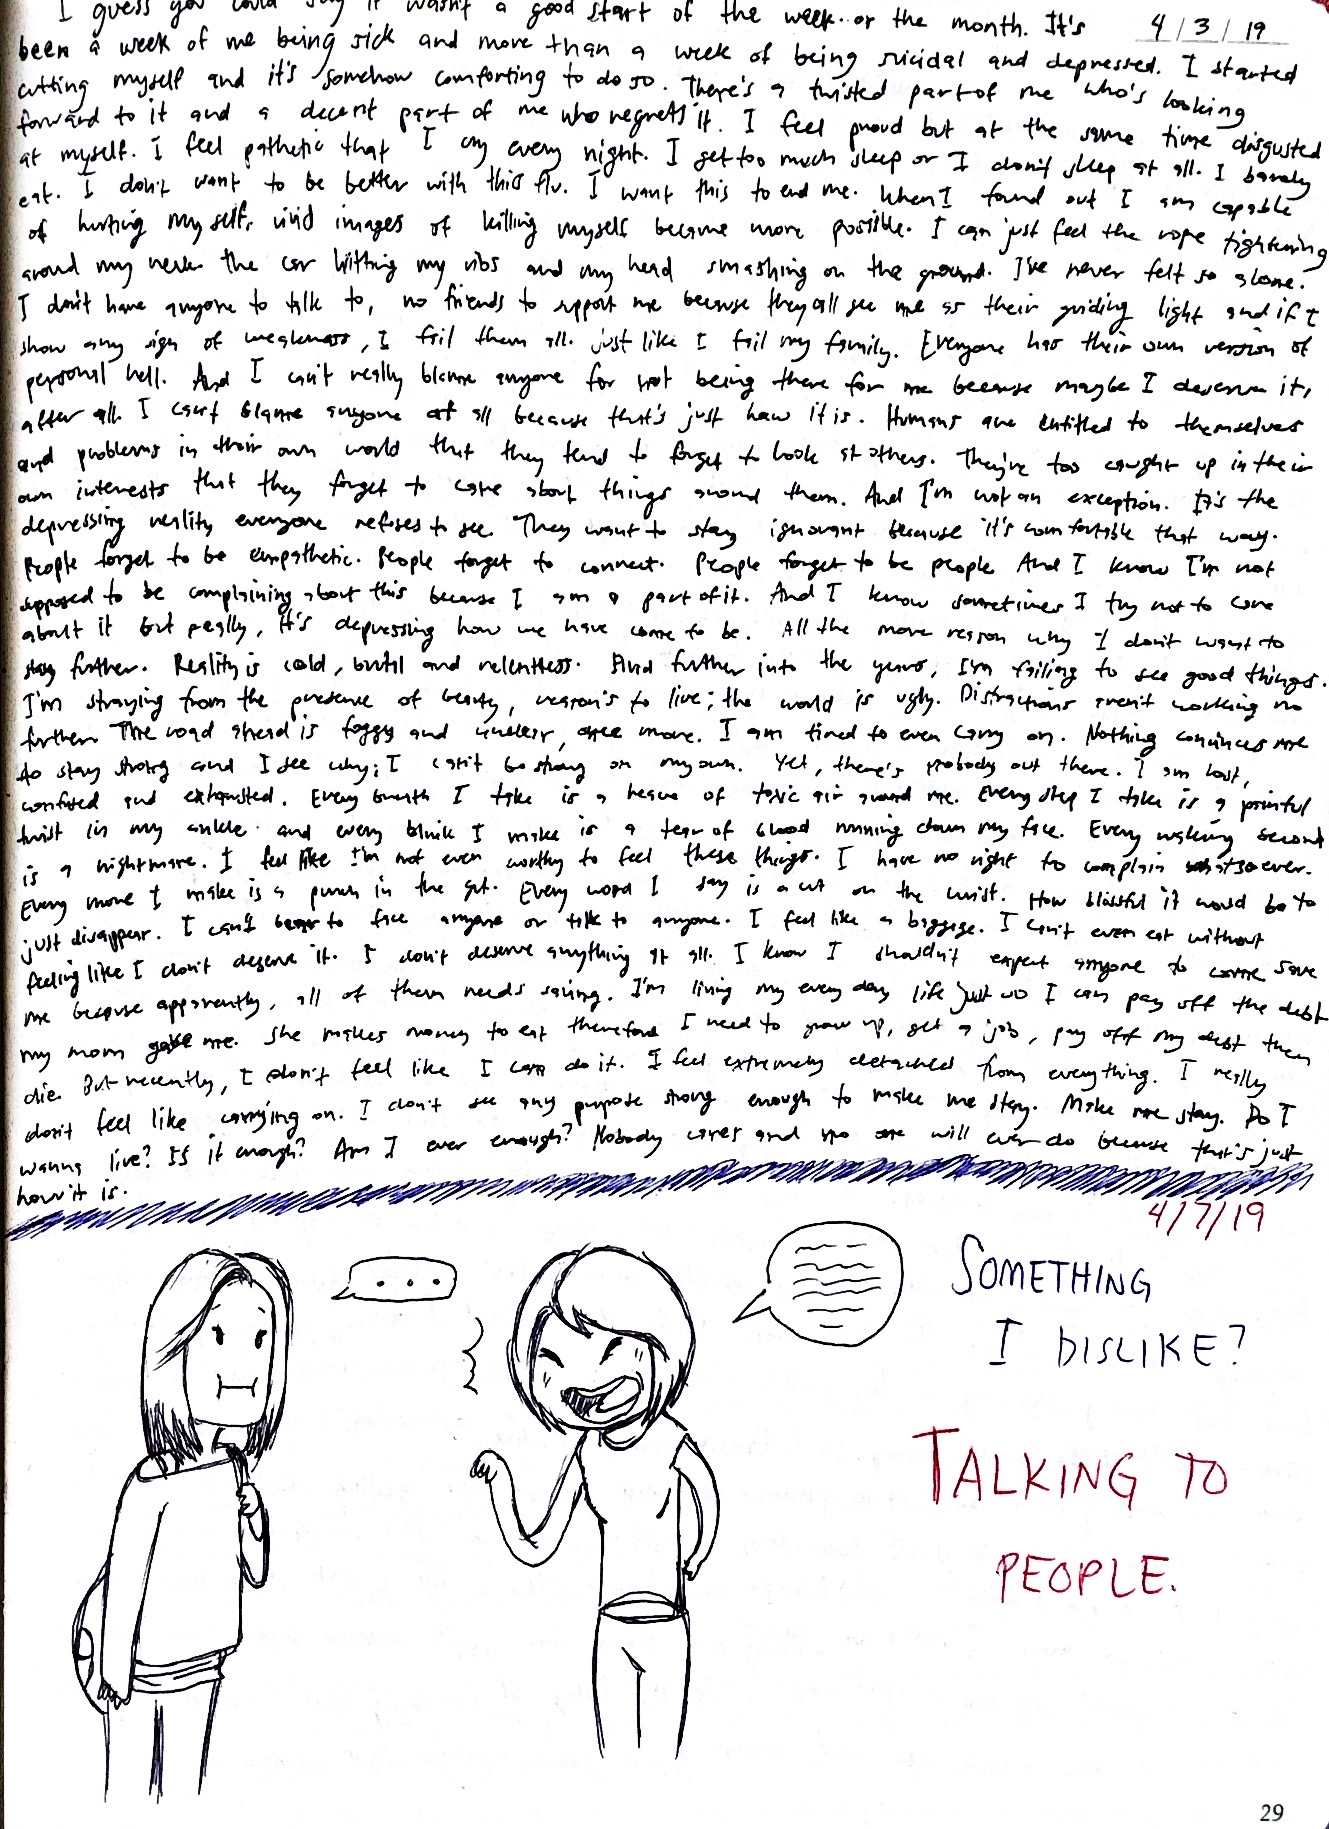 I guess you could say it wasn't a good start of the week.. or the month. It's
4/3/19
been a week of me being sick and more than a week of being suicidal and depressed. I started
cutting myself and it's somehow comforting to do so. There's a twisted part of me who's looking
forward to it and a decent part of me who regrets it. I feel proud but at the same time disgusted
at myself. I feel pathetic that I cry every night. I get too much sleep or I don't sleep at all. I barely
eat. I don't want to be better with this flu. I want this to end me. When I found out I am capable
of hurting myself, vivid images of killing myself became more possible. I can just feel the rope tightening
around my neck the car hitting my ribs and my head smashing on the ground. I've never felt so alone.
I don't have anyone to talk to, no friends to support me because they all see me as their guiding light and if I
show any sign of weakness, I fail them all. just like I fail my family. Everyone has their own version of
personal hell. And I can't really blame anyone for not being there for me because maybe I deserve it,
after all. I can't blame anyone at all because that's just how it is. Humans are entitled to themselves
and problems in their own world that they tend to forget to look at others. They're too caught up in their
own interests that they forget to care about things around them. And I'm not an exception. It's the
depressing reality everyone refuses to see. They want to stay ignorant because it's comfortable that way.
People forget to be empathetic. People forget to connect. People forget to be people And I know I'm not
supposed to be complaining about this because I am a part of it. And I know sometimes I try not to care
about it but really, it's depressing how we have come to be. All the more reason why I don't want to
stay further. Reality is cold, brutal and relentless. And further into the years, I'm failing to see good things.
I'm straying from the presence of beauty, reason's to live; the world is ugly. Distractions aren't working no
further The road ahead is foggy and unclear, once more. I am tired to even carry on. Nothing convinces me
to stay strong and I see why; I can't be strong on my own. Yet, there's nobody out there. I am lost,
confused and exhausted. Every breath I take is a heave of toxic air around me. Every step I take is a painful
twist in my ankle. and every blink I make is a tear of blood running down my face. Every waking second
is a nightmare. I feel like I'm not even worthy to feel these things. I have no right to complain whatsoever.
Every move I make is a punch in the gut. Every word I say is a cut on the wrist. How blissful it would be to
just disappear. I can't bear to face anyone or talk to anyone. I feel like a baggage. I can't even eat without
feeling like I don't deserve it. I don't deserve anything at all. I know I shouldn't expect anyone to come save
me because apparently, all of them needs saving. I'm living my every day life just so I can pay off the debt
my mom gave me. She makes money to eat therefore I need to grow up, get a job, pay off my debt then
die. But recently, I don't feel like I can do it. I feel extremely detached from everything. I really
don't feel like carrying on. I don't see any purpose strong enough to make me stay. Make me stay. Do I
wanna live? Is it enough? Am I ever enough? Nobody cares and no one will ever do because that's just
how it is.
4/7/19
...
SOMETHING
I DISLIKE?
TALKING TO
PEOPLE.
29